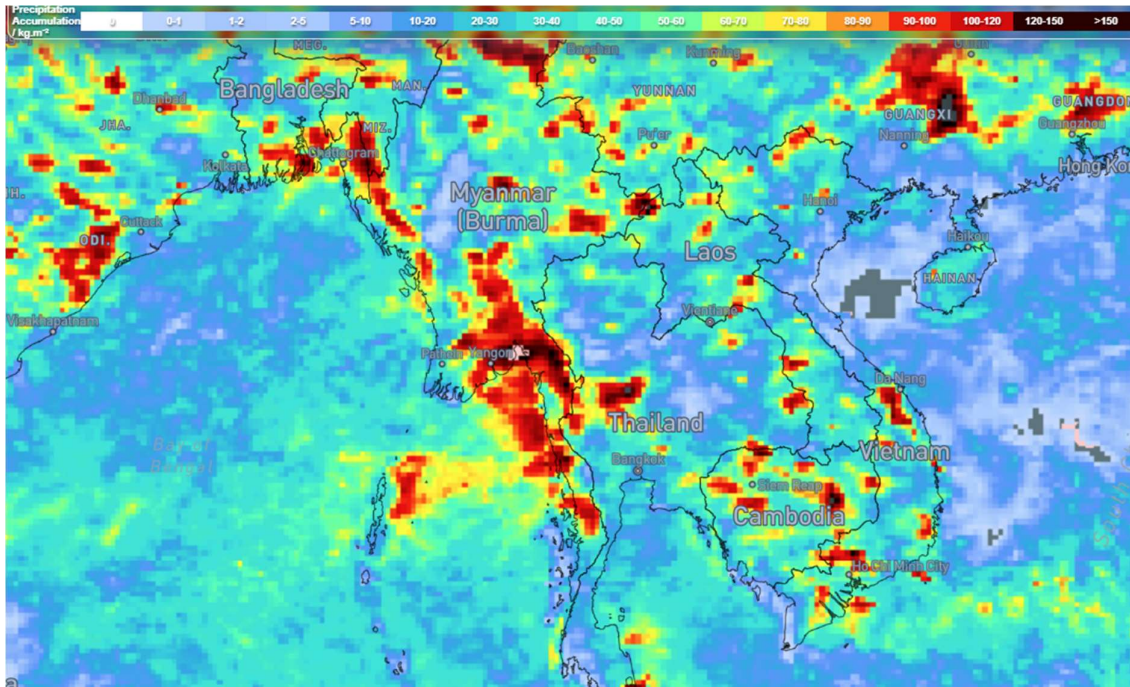 Precipitation
Accumulation
/ kg.m⁻²
0 0-1 1-2 2-5 5-10 10-20 20-30 30-40 40-50 50-60 60-70 70-80 80-90 90-100 100-120 120-150 >150
MEG.
Baoshan
Kunming
Guilin
Bangladesh
MAN.
Dhanbad
YUNNAN
GUANGXI
GUANGDON
JHA.
MIZ.
Pu'er
Nanning
Guangzhou
Kolkata
Chattogram
Hong Kon
Myanmar
(Burma)
Hanoi
Cuttack
ODI.
Laos
Haikou
HAINAN
Visakhapatnam
Vientiane
Pathein
Yangon
Da Nang
Thailand
Bay of
Bengal
Vietnam
Bangkok
Siem Reap
Cambodia
Ho Chi Minh City